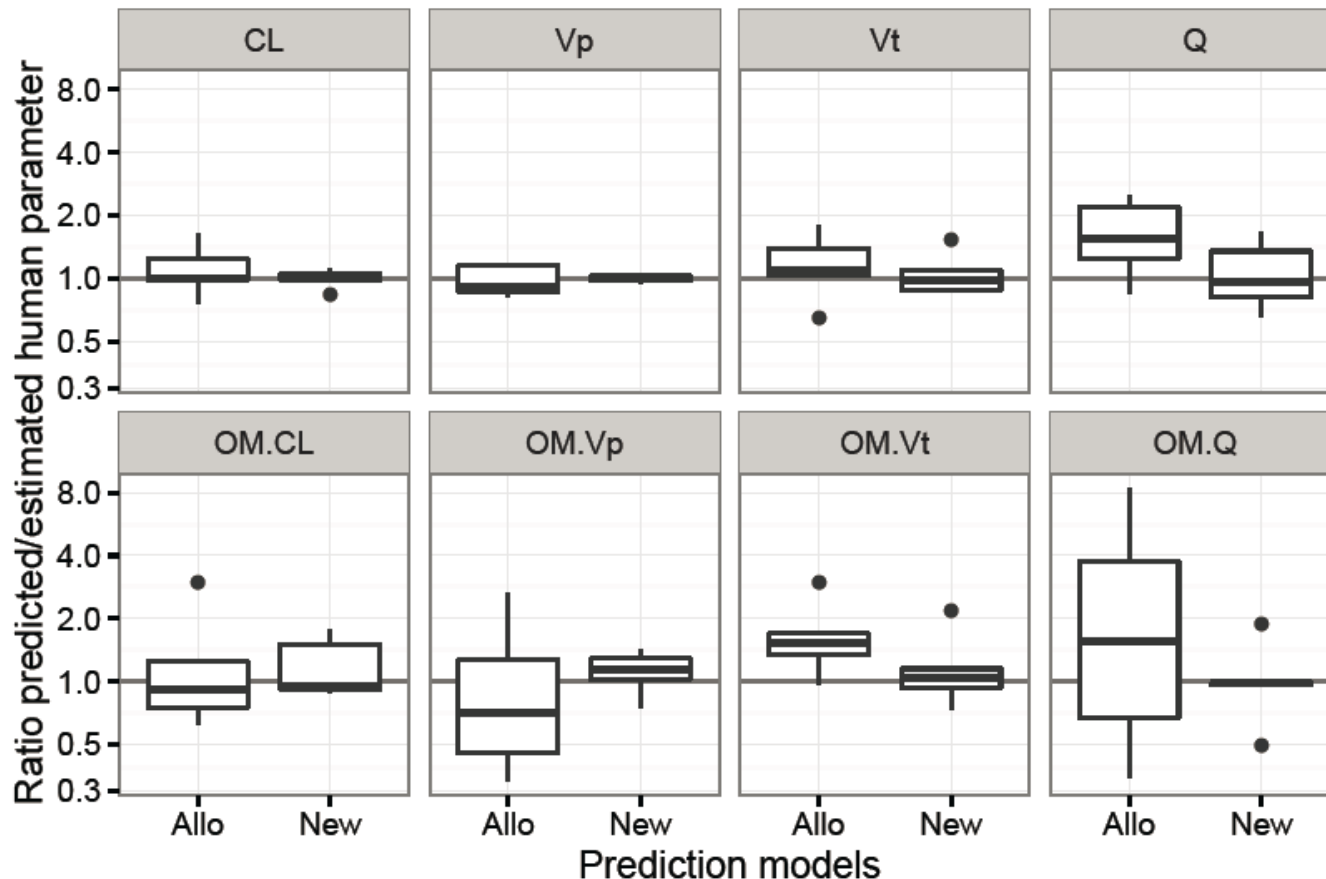 CL Vp Vt Q
8.0
4.0
2.0
1.0
0.5
0.3
OM.CL OM.Vp OM.Vt OM.Q
8.0
4.0
2.0
1.0
0.5
0.3
Allo New Allo New Allo New Allo New
Prediction models
Ratio predicted/estimated human parameter